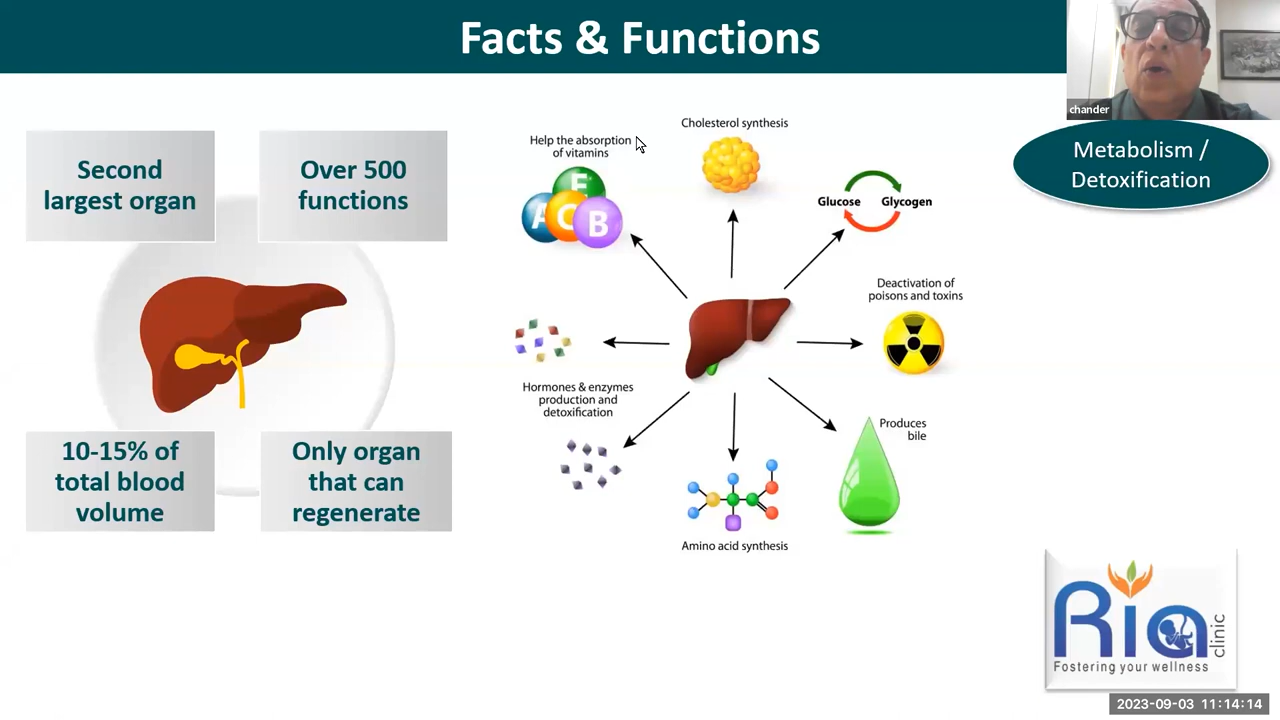 Facts & Functions
chander
Second
largest organ
Over 500
functions
10-15% of
total blood
volume
Only organ
that can
regenerate
Help the absorption
of vitamins
E
A
C
B
Cholesterol synthesis
Glucose Glycogen
Deactivation of
poisons and toxins
Hormones & enzymes
production and
detoxification
Produces
bile
Amino acid synthesis
Metabolism /
Detoxification
Ria
clinic
Fostering your wellness
2023-09-03 11:14:14